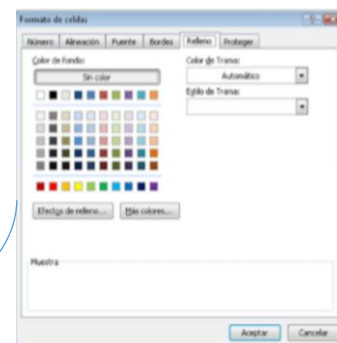 Formato de celdas
Número Alineación Fuente Bordes Relleno Proteger
Color de fondo: Color de Trama:
Sin color Automático
Estilo de Trama:
Efectos de relleno... Más colores...
Muestra
Aceptar Cancelar